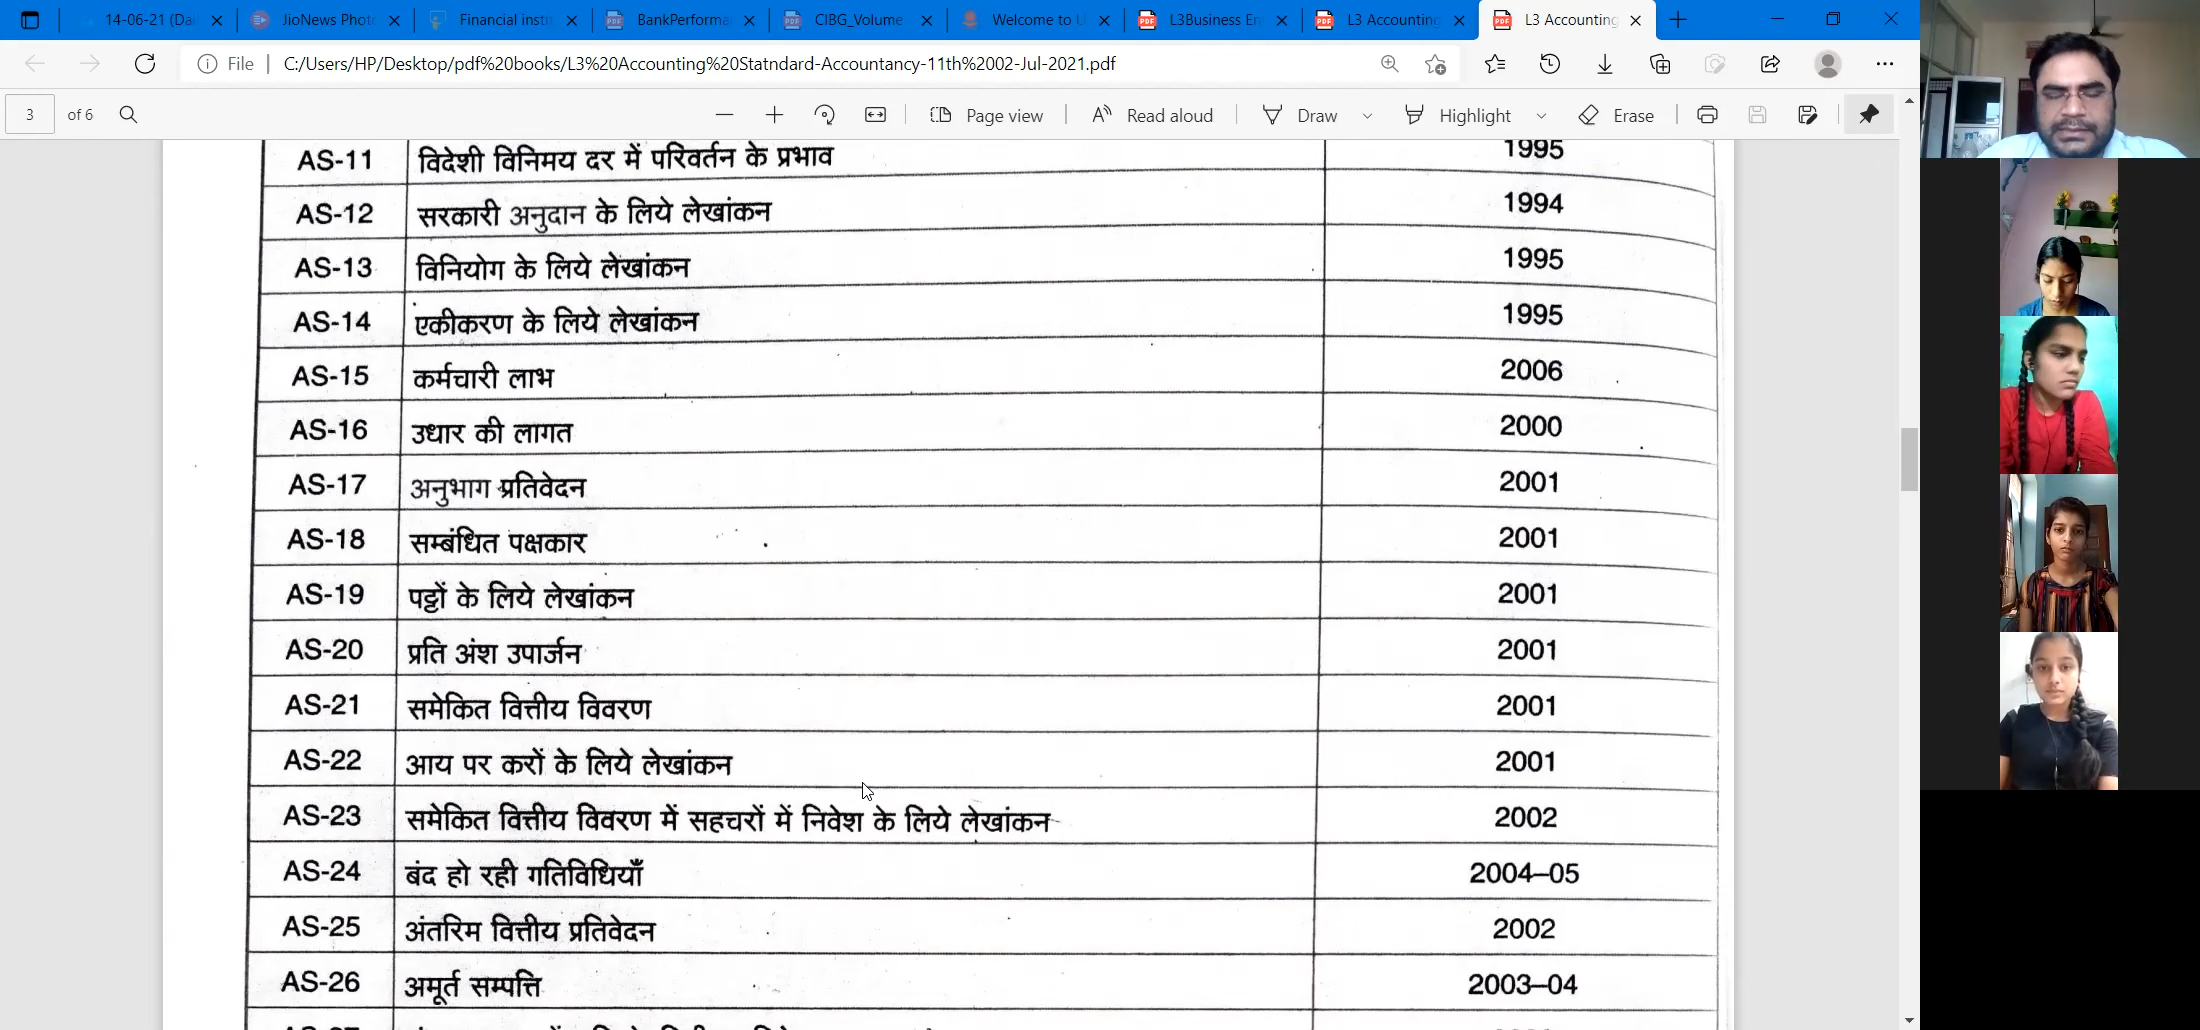 14-06-21 (Da
JioNews Phot
Financial insti
BankPerforma
CIBG_Volume
Welcome to U
L3Business En
L3 Accounting
L3 Accounting
File
C:/Users/HP/Desktop/pdf%20books/L3%20Accounting%20Statndard-Accountancy-11th%2002-Jul-2021.pdf
3 of 6
Page view
Read aloud
Draw
Highlight
Erase
AS-11 विदेशी विनिमय दर में परिवर्तन के प्रभाव 1995
AS-12 सरकारी अनुदान के लिये लेखांकन 1994
AS-13 विनियोग के लिये लेखांकन 1995
AS-14 एकीकरण के लिये लेखांकन 1995
AS-15 कर्मचारी लाभ 2006
AS-16 उधार की लागत 2000
AS-17 अनुभाग प्रतिवेदन 2001
AS-18 सम्बंधित पक्षकार 2001
AS-19 पट्टों के लिये लेखांकन 2001
AS-20 प्रति अंश उपार्जन 2001
AS-21 समेकित वित्तीय विवरण 2001
AS-22 आय पर करों के लिये लेखांकन 2001
AS-23 समेकित वित्तीय विवरण में सहचरों में निवेश के लिये लेखांकन 2002
AS-24 बंद हो रही गतिविधियाँ 2004–05
AS-25 अंतरिम वित्तीय प्रतिवेदन 2002
AS-26 अमूर्त सम्पत्ति 2003–04